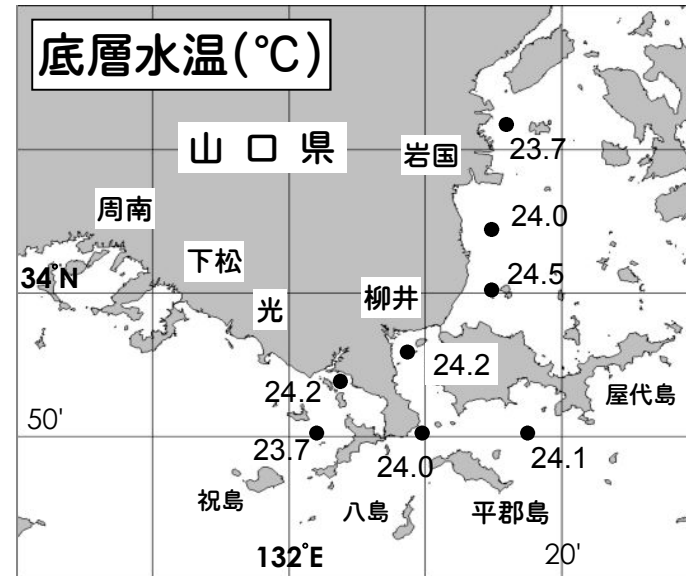 底層水温(℃)
山口県
岩国
23.7
周南
24.0
下松
34°N
24.5
光
柳井
24.2
24.2
屋代島
50'
23.7
24.0
24.1
祝島
八島
平郡島
132°E
20'